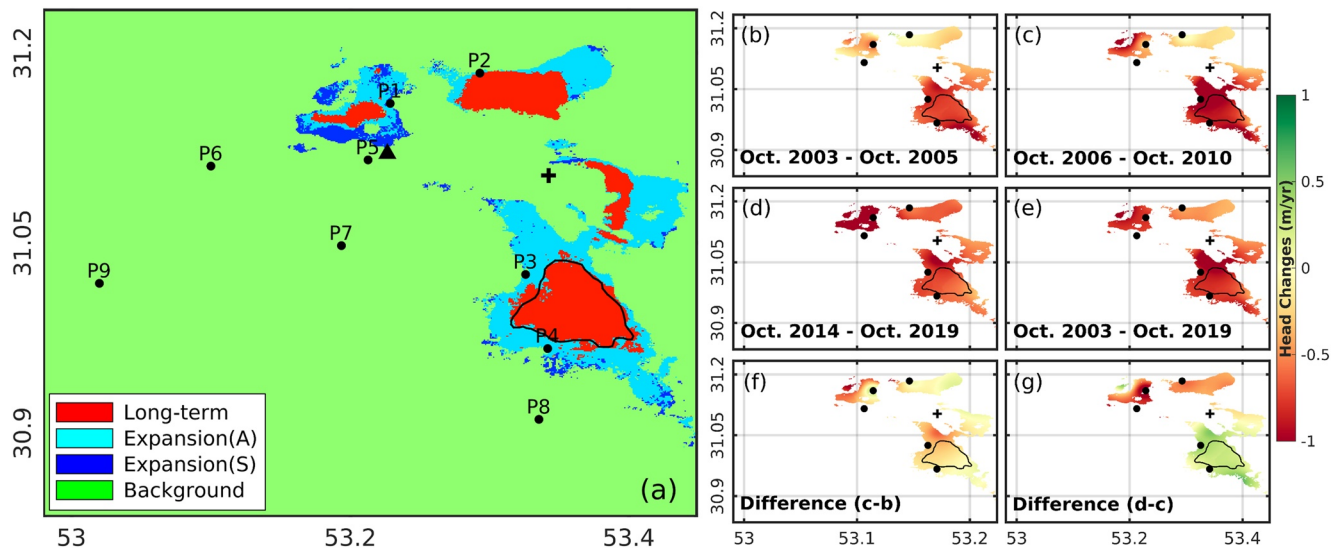 (a)
31.2
31.05
30.9
53
53.2
53.4
P1
P2
P3
P4
P5
P6
P7
P8
P9
Long-term
Expansion(A)
Expansion(S)
Background
(b)
Oct. 2003 - Oct. 2005
(c)
Oct. 2006 - Oct. 2010
(d)
Oct. 2014 - Oct. 2019
(e)
Oct. 2003 - Oct. 2019
(f)
Difference (c-b)
(g)
Difference (d-c)
31.2
31.05
30.9
31.2
31.05
30.9
31.2
31.05
30.9
53
53.1
53.2
53
53.2
53.4
Head Changes (m/yr)
1
0.5
0
-0.5
-1